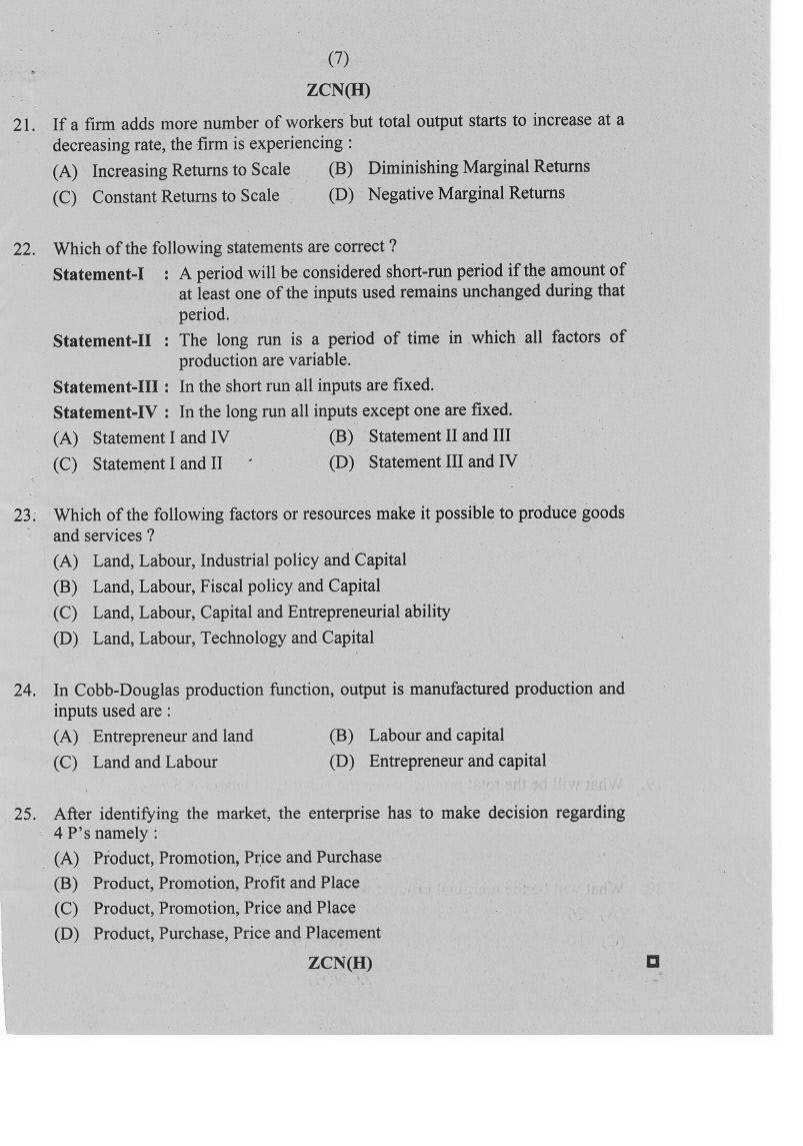 (7)
ZCN(H)
21. If a firm adds more number of workers but total output starts to increase at a
decreasing rate, the firm is experiencing :
(A) Increasing Returns to Scale (B) Diminishing Marginal Returns
(C) Constant Returns to Scale (D) Negative Marginal Returns
22. Which of the following statements are correct ?
Statement-I : A period will be considered short-run period if the amount of
at least one of the inputs used remains unchanged during that
period.
Statement-II : The long run is a period of time in which all factors of
production are variable.
Statement-III : In the short run all inputs are fixed.
Statement-IV : In the long run all inputs except one are fixed.
(A) Statement I and IV (B) Statement II and III
(C) Statement I and II (D) Statement III and IV
23. Which of the following factors or resources make it possible to produce goods
and services ?
(A) Land, Labour, Industrial policy and Capital
(B) Land, Labour, Fiscal policy and Capital
(C) Land, Labour, Capital and Entrepreneurial ability
(D) Land, Labour, Technology and Capital
24. In Cobb-Douglas production function, output is manufactured production and
inputs used are :
(A) Entrepreneur and land (B) Labour and capital
(C) Land and Labour (D) Entrepreneur and capital
25. After identifying the market, the enterprise has to make decision regarding
4 P's namely :
(A) Product, Promotion, Price and Purchase
(B) Product, Promotion, Profit and Place
(C) Product, Promotion, Price and Place
(D) Product, Purchase, Price and Placement
ZCN(H)